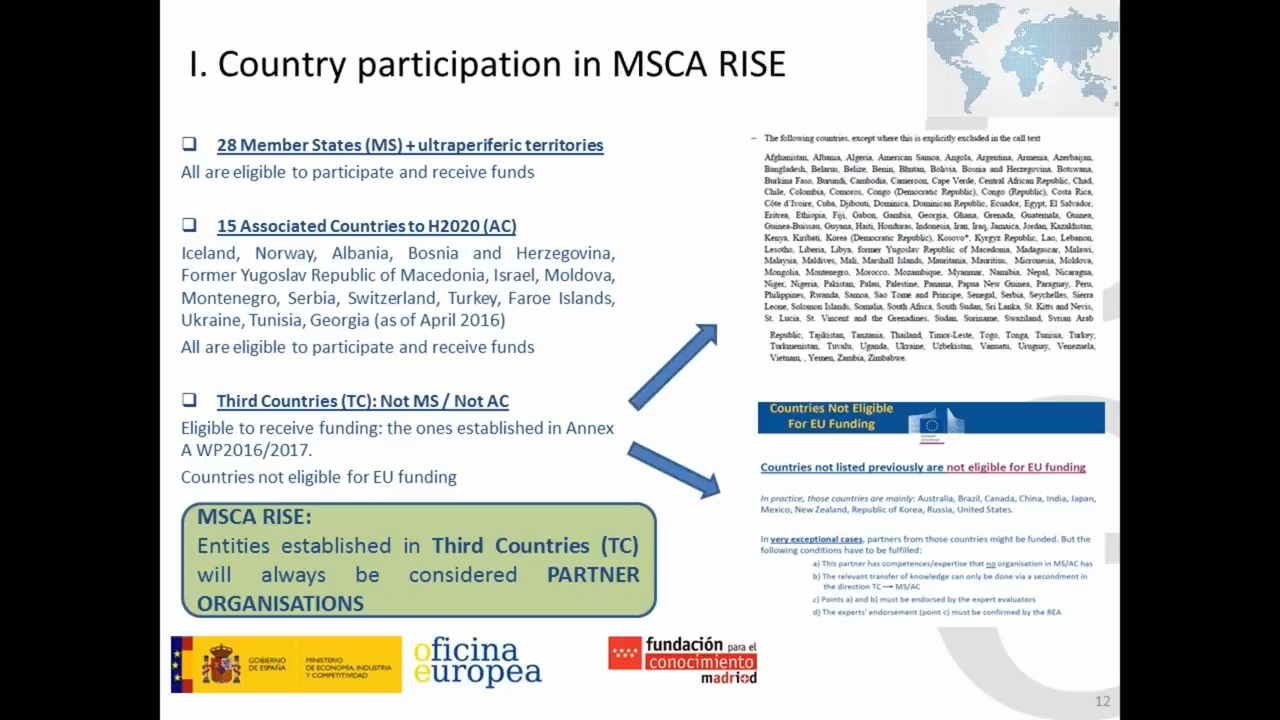 I. Country participation in MSCA RISE
❑ 28 Member States (MS) + ultraperiferic territories
All are eligible to participate and receive funds
❑ 15 Associated Countries to H2020 (AC)
Iceland, Norway, Albania, Bosnia and Herzegovina,
Former Yugoslav Republic of Macedonia, Israel, Moldova,
Montenegro, Serbia, Switzerland, Turkey, Faroe Islands,
Ukraine, Tunisia, Georgia (as of April 2016)
All are eligible to participate and receive funds
❑ Third Countries (TC): Not MS / Not AC
Eligible to receive funding: the ones established in Annex
A WP2016/2017.
Countries not eligible for EU funding
MSCA RISE:
Entities established in Third Countries (TC)
will always be considered PARTNER
ORGANISATIONS
– The following countries, except where this is explicitly excluded in the call text
Afghanistan, Albania, Algeria, American Samoa, Angola, Argentina, Armenia, Azerbaijan,
Bangladesh, Belarus, Belize, Benin, Bhutan, Bolivia, Bosnia and Herzegovina, Botswana,
Burkina Faso, Burundi, Cambodia, Cameroon, Cape Verde, Central African Republic, Chad,
Chile, Colombia, Comoros, Congo (Democratic Republic), Congo (Republic), Costa Rica,
Côte d'Ivoire, Cuba, Djibouti, Dominica, Dominican Republic, Ecuador, Egypt, El Salvador,
Eritrea, Ethiopia, Fiji, Gabon, Gambia, Georgia, Ghana, Grenada, Guatemala, Guinea,
Guinea-Bissau, Guyana, Haiti, Honduras, Indonesia, Iran, Iraq, Jamaica, Jordan, Kazakhstan,
Kenya, Kiribati, Korea (Democratic Republic), Kosovo*, Kyrgyz Republic, Lao, Lebanon,
Lesotho, Liberia, Libya, former Yugoslav Republic of Macedonia, Madagascar, Malawi,
Malaysia, Maldives, Mali, Marshall Islands, Mauritania, Mauritius, Micronesia, Moldova,
Mongolia, Montenegro, Morocco, Mozambique, Myanmar, Namibia, Nepal, Nicaragua,
Niger, Nigeria, Pakistan, Palau, Palestine, Panama, Papua New Guinea, Paraguay, Peru,
Philippines, Rwanda, Samoa, Sao Tome and Principe, Senegal, Serbia, Seychelles, Sierra
Leone, Solomon Islands, Somalia, South Africa, South Sudan, Sri Lanka, St. Kitts and Nevis,
St. Lucia, St. Vincent and the Grenadines, Sudan, Suriname, Swaziland, Syrian Arab
Republic, Tajikistan, Tanzania, Thailand, Timor-Leste, Togo, Tonga, Tunisia, Turkey,
Turkmenistan, Tuvalu, Uganda, Ukraine, Uzbekistan, Vanuatu, Uruguay, Venezuela,
Vietnam, , Yemen, Zambia, Zimbabwe.
Countries Not Eligible
For EU Funding
Countries not listed previously are not eligible for EU funding
In practice, those countries are mainly: Australia, Brazil, Canada, China, India, Japan,
Mexico, New Zealand, Republic of Korea, Russia, United States.
In very exceptional cases, partners from those countries might be funded. But the
following conditions have to be fulfilled:
a) This partner has competences/expertise that no organisation in MS/AC has
b) The relevant transfer of knowledge can only be done via a secondment in
the direction TC → MS/AC
c) Points a) and b) must be endorsed by the expert evaluators
d) The experts' endorsement (point c) must be confirmed by the REA
GOBIERNO
DE ESPAÑA
MINISTERIO
DE ECONOMÍA, INDUSTRIA
Y COMPETITIVIDAD
oficina
europea
fundación para el
conocimiento
madri+d
12